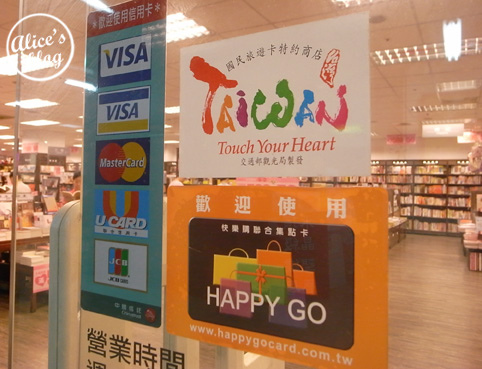 Alice's
Blog
*歡迎使用信用卡*
VISA
VISA
MasterCard
U CARD
JCB
國民旅遊卡特約商店
台灣
TAIWAN
Touch Your Heart
交通部觀光局製發
歡迎使用
快樂購聯合集點卡
HAPPY GO
www.happygocard.com.tw
營業時間